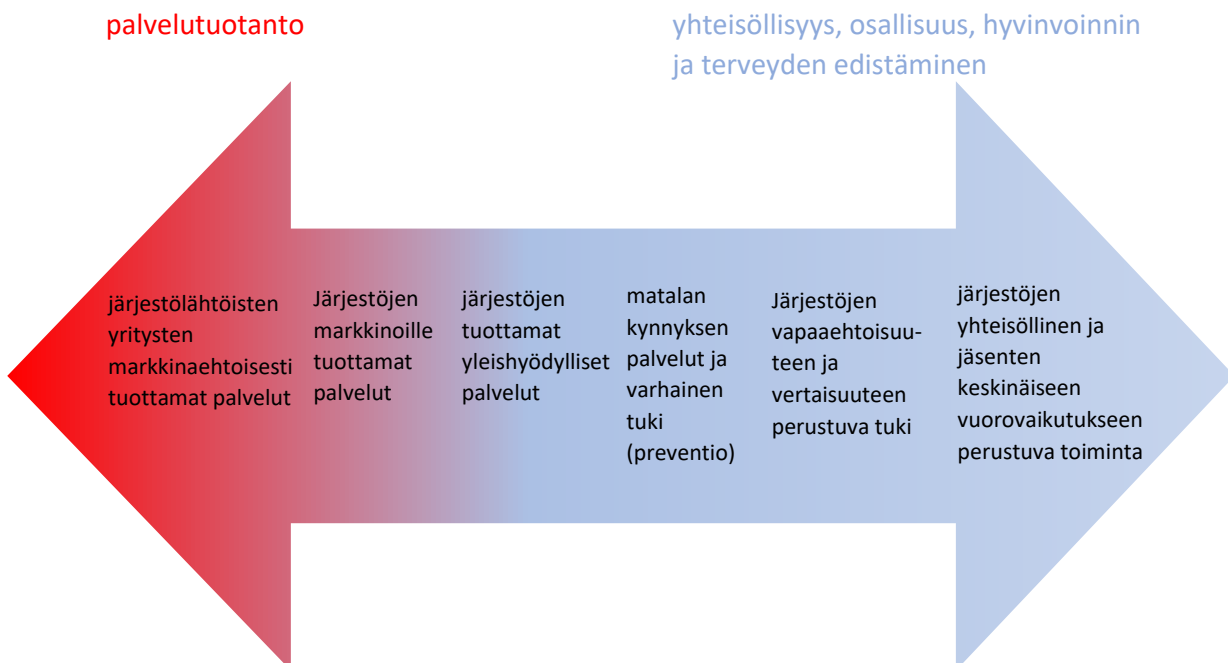 palvelutuotanto
yhteisöllisyys, osallisuus, hyvinvoinnin
ja terveyden edistäminen
järjestölähtöisten
yritysten
markkinaehtoisesti
tuottamat palvelut
Järjestöjen
markkinoille
tuottamat
palvelut
järjestöjen
tuottamat
yleishyödylliset
palvelut
matalan
kynnyksen
palvelut ja
varhainen
tuki
(preventio)
Järjestöjen
vapaaehtoisuu-
teen ja
vertaisuuteen
perustuva tuki
järjestöjen
yhteisöllinen ja
jäsenten
keskinäiseen
vuorovaikutukseen
perustuva toiminta